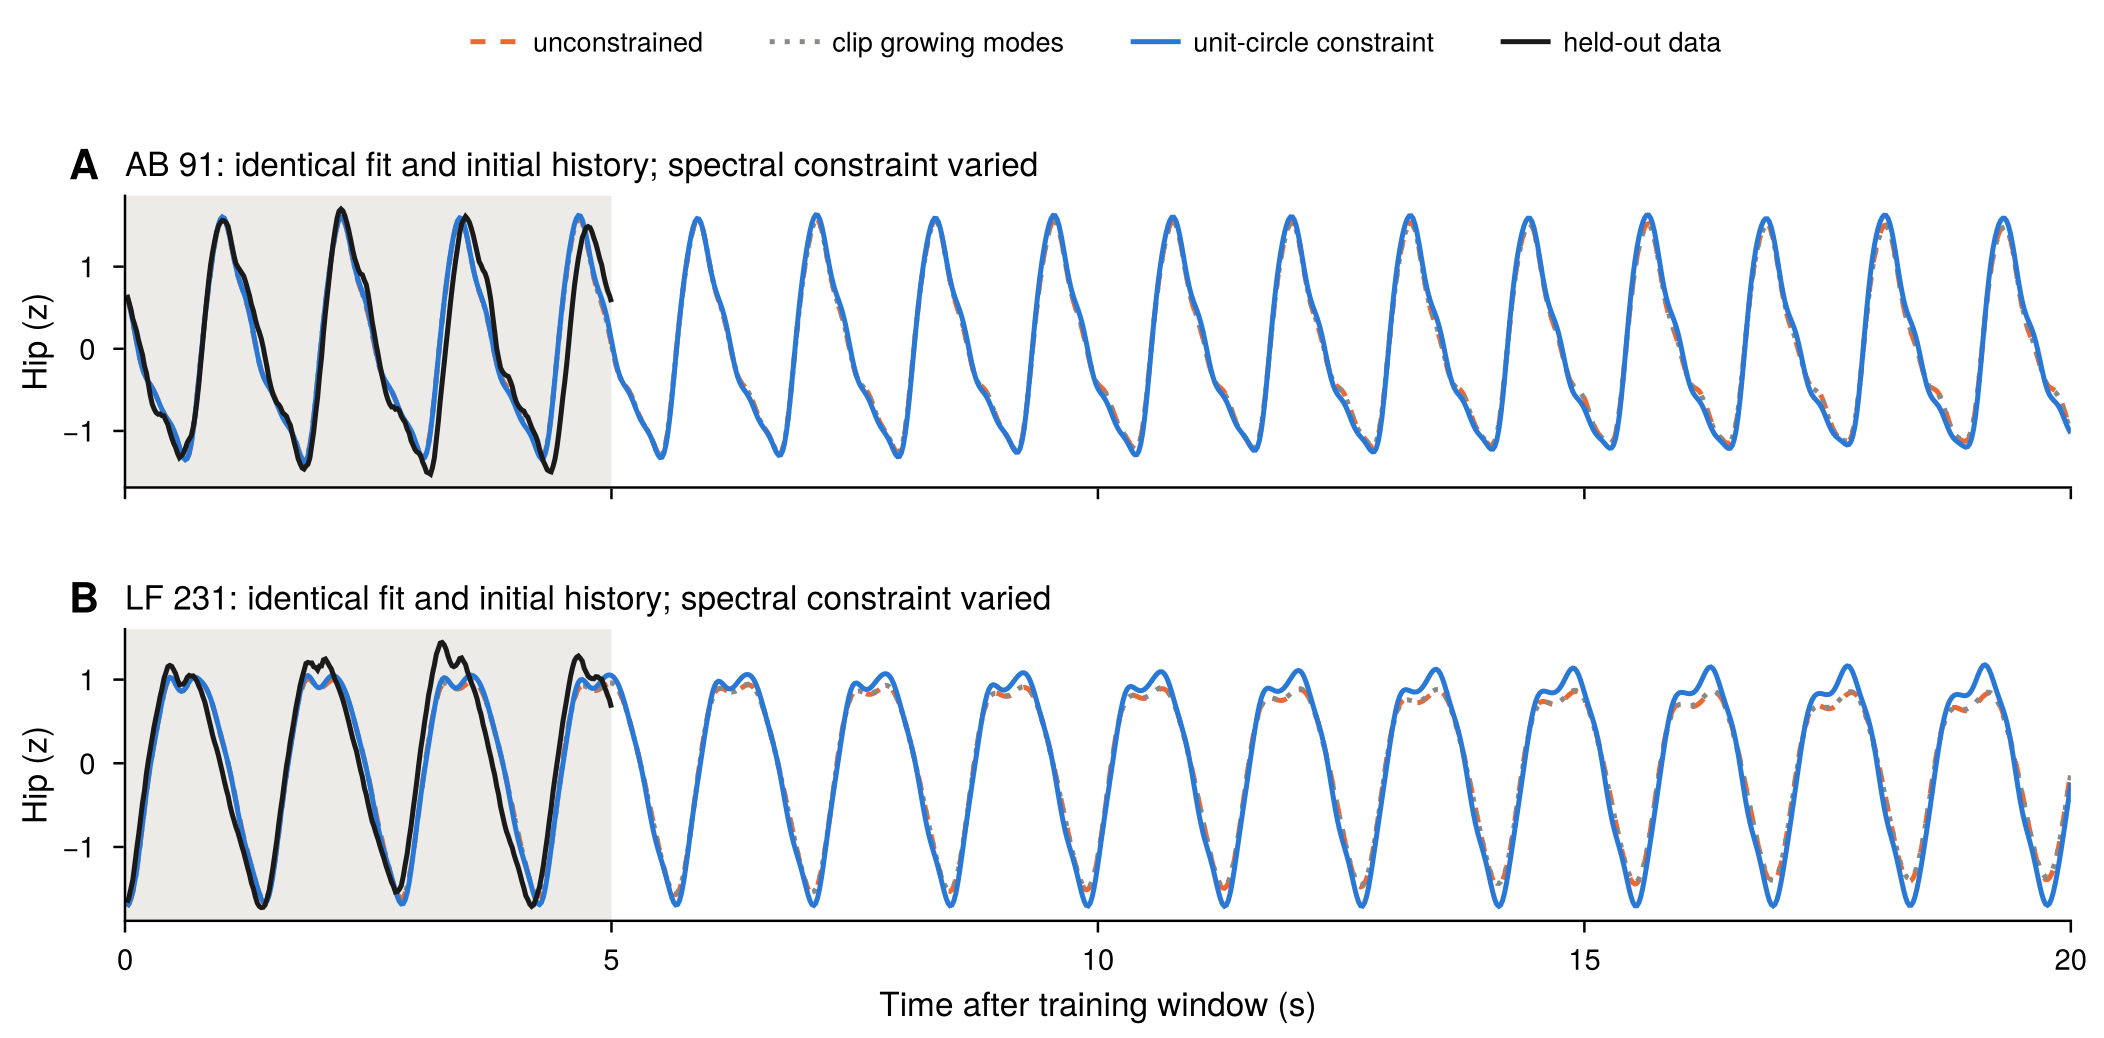 unconstrained clip growing modes unit-circle constraint held-out data
A AB 91: identical fit and initial history; spectral constraint varied
Hip (z)
1
0
−1
B LF 231: identical fit and initial history; spectral constraint varied
Hip (z)
1
0
−1
0 5 10 15 20
Time after training window (s)